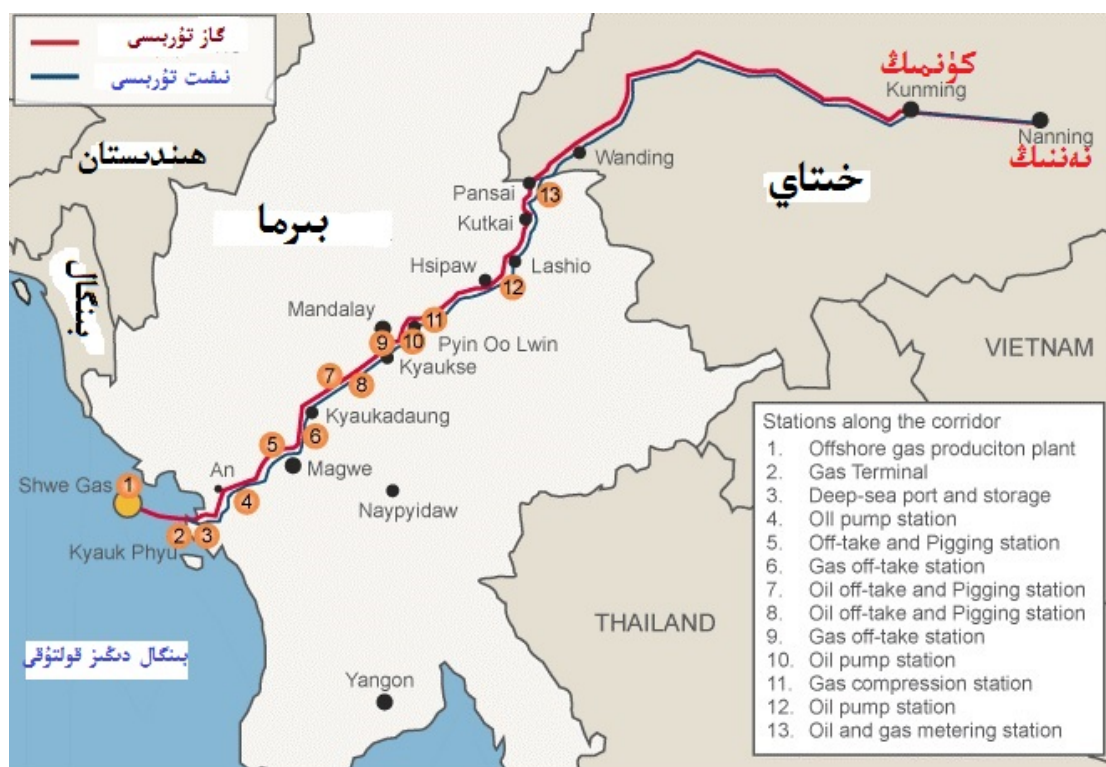 گاز تۇربىسى
نىفىت تۇربىسى
ھىندىستان
بىرما
بىنگال
خىتاي
كۈنمىڭ
Kunming
Nanning
نەننىڭ
Wanding
Pansai
13
Kutkai
Hsipaw
Lashio
12
Mandalay
11
9
10
Pyin Oo Lwin
Kyaukse
7
8
VIETNAM
Kyaukadaung
5
6
An
Magwe
Shwe Gas
1
4
Naypyidaw
2
3
Kyauk Phyu
THAILAND
بىنگال دىڭىز قولتۇقى
Yangon
Stations along the corridor
1. Offshore gas produciton plant
2. Gas Terminal
3. Deep-sea port and storage
4. OIl pump station
5. Off-take and Pigging station
6. Gas off-take station
7. Oil off-take and Pigging station
8. Oil off-take and Pigging station
9. Gas off-take station
10. Oil pump station
11. Gas compression station
12. Oil pump station
13. Oil and gas metering station